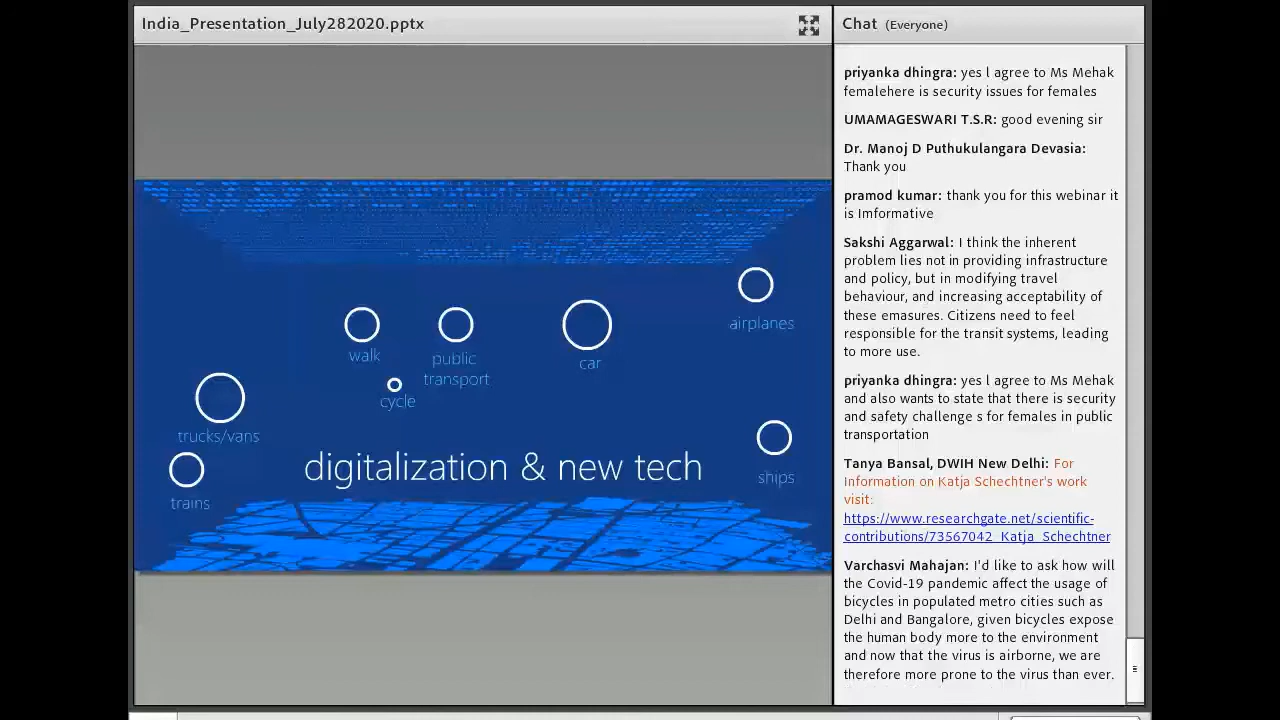 India_Presentation_July282020.pptx
airplanes
walk
public
transport
car
cycle
trucks/vans
digitalization & new tech
ships
trains
Chat (Everyone)
priyanka dhingra: yes l agree to Ms Mehak
femalehere is security issues for females
UMAMAGESWARI T.S.R: good evening sir
Dr. Manoj D Puthukulangara Devasia:
Thank you
pramod kumar: thank you for this webinar it
is Imformative
Sakshi Aggarwal: I think the inherent
problem lies not in providing infrastructure
and policy, but in modifying travel
behaviour, and increasing acceptability of
these emasures. Citizens need to feel
responsible for the transit systems, leading
to more use.
priyanka dhingra: yes l agree to Ms Mehak
and also wants to state that there is security
and safety challenge s for females in public
transportation
Tanya Bansal, DWIH New Delhi: For
Information on Katja Schechtner's work
visit:
https://www.researchgate.net/scientific-
contributions/73567042_Katja_Schechtner
Varchasvi Mahajan: I'd like to ask how will
the Covid-19 pandemic affect the usage of
bicycles in populated metro cities such as
Delhi and Bangalore, given bicycles expose
the human body more to the environment
and now that the virus is airborne, we are
therefore more prone to the virus than ever.